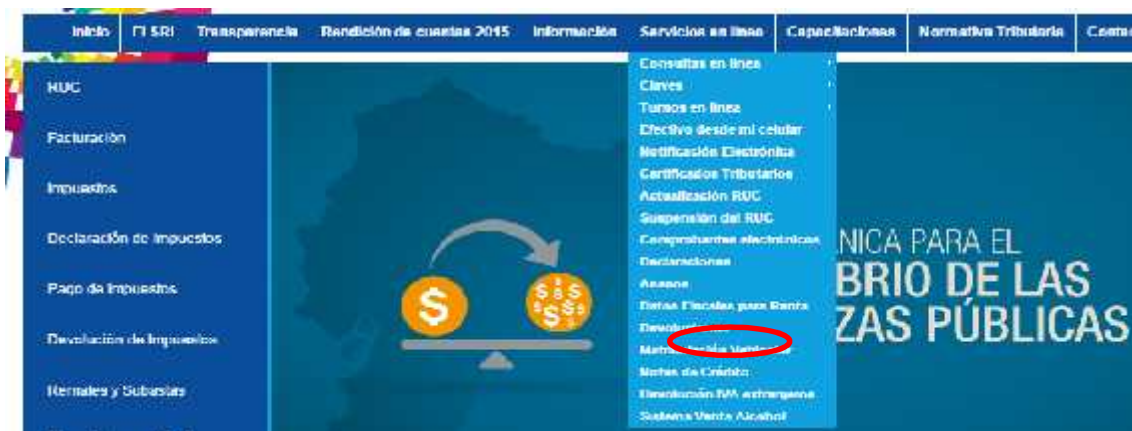 Inicio El SRI Transparencia Rendición de cuentas 2015 Información Servicios en línea Capacitaciones Normativa Tributaria Contac
RUC
Facturación
Impuestos
Declaración de Impuestos
Pago de Impuestos
Devolución de Impuestos
Remates y Subastas
Consultas en línea
Claves
Turnos en línea
Efectivo desde mi celular
Notificación Electrónica
Certificados Tributarios
Actualización RUC
Suspensión del RUC
Comprobantes electrónicos
Declaraciones
Anexos
Datos Fiscales para Renta
Devoluciones
Matriculación Vehicular
Notas de Crédito
Devolución IVA extranjeros
Sistema Venta Alcohol
NICA PARA EL
BRIO DE LAS
ZAS PÚBLICAS